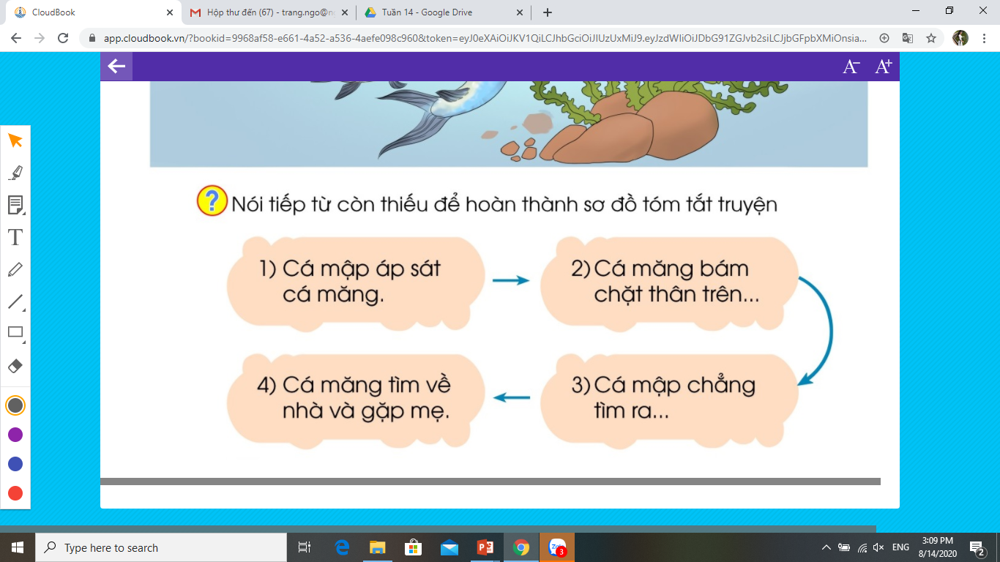 CloudBook
Hộp thư đến (67) - trang.ngo@n
Tuần 14 - Google Drive
app.cloudbook.vn/?bookid=9968af58-e661-4a52-a536-4aefe098c960&token=eyJ0eXAiOiJKV1QiLCJhbGciOiJIUzUxMiJ9.eyJzdWIiOiJDbG91ZGJvb2siLCJjbGFpbXMiOnsia...
A- A+
? Nói tiếp từ còn thiếu để hoàn thành sơ đồ tóm tắt truyện
1) Cá mập áp sát
cá măng.
2) Cá măng bám
chặt thân trên...
4) Cá măng tìm về
nhà và gặp mẹ.
3) Cá mập chẳng
tìm ra...
T
Type here to search
Zalo
3
ENG
3:09 PM
8/14/2020
2